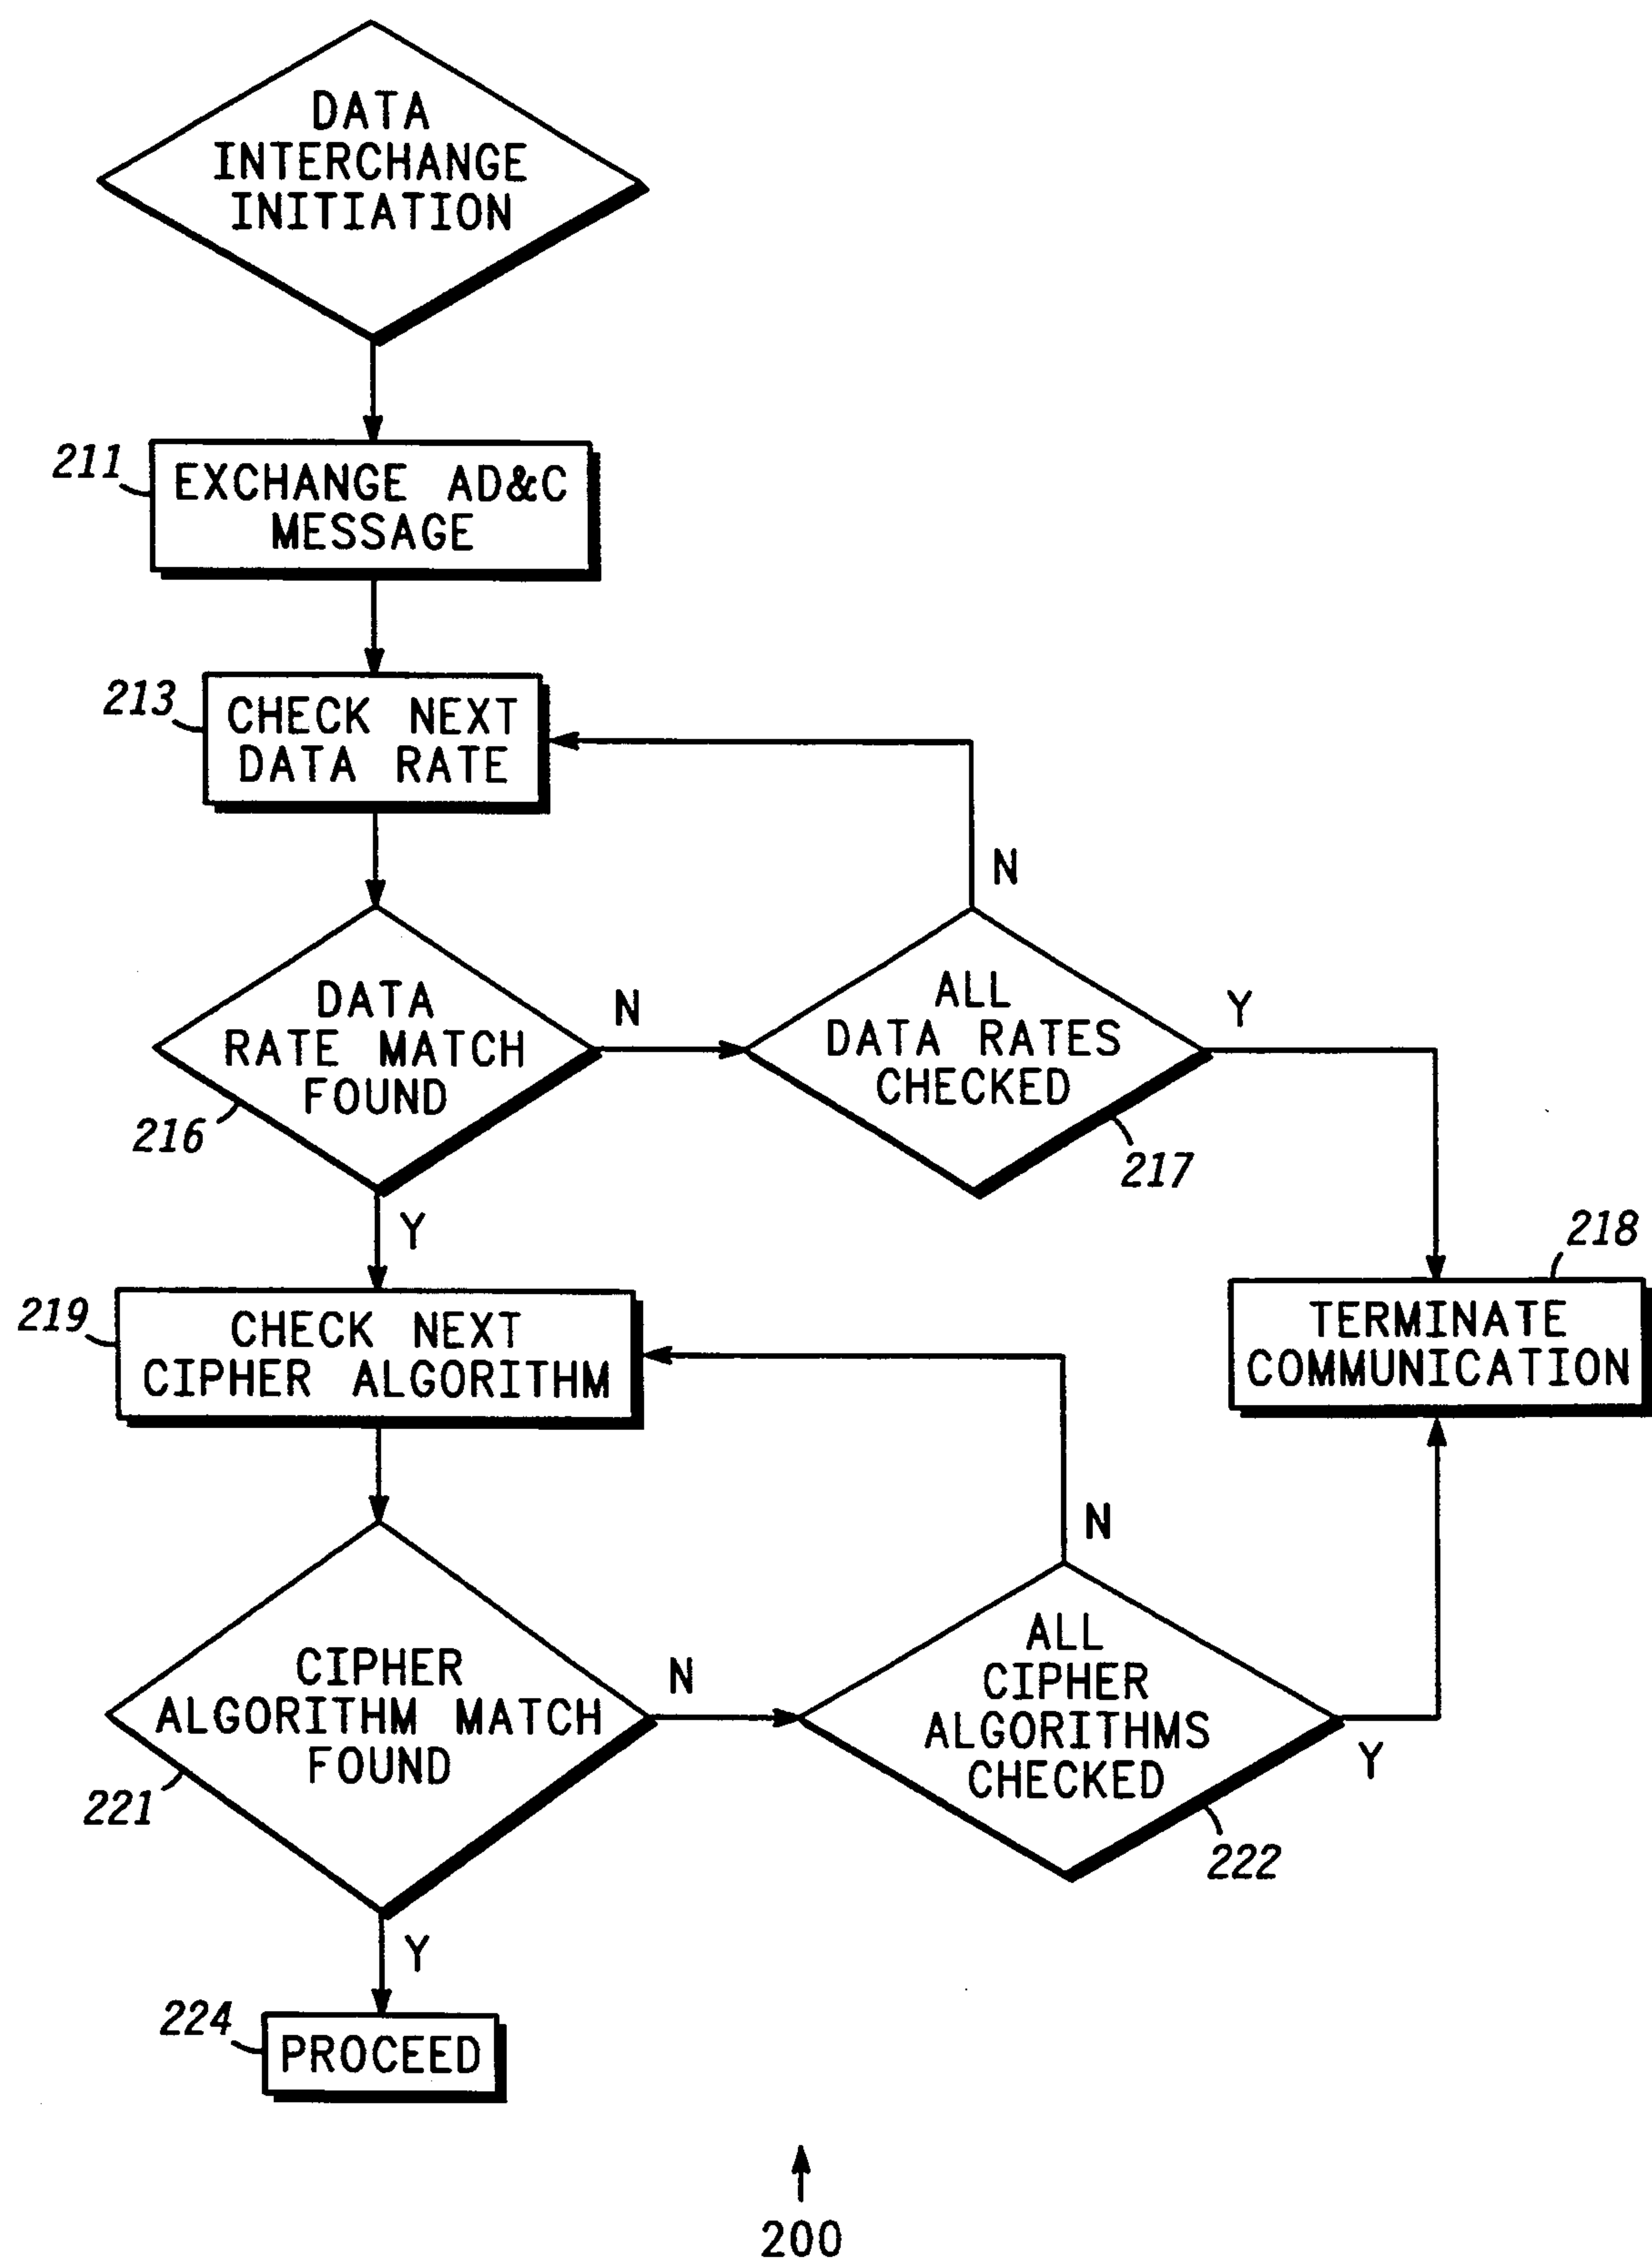 DATA
INTERCHANGE
INITIATION
211
EXCHANGE AD&C
MESSAGE
213
CHECK NEXT
DATA RATE
N
DATA
RATE MATCH
FOUND
216
N
ALL
DATA RATES
CHECKED
217
Y
Y
218
TERMINATE
COMMUNICATION
219
CHECK NEXT
CIPHER ALGORITHM
N
CIPHER
ALGORITHM MATCH
FOUND
221
N
ALL
CIPHER
ALGORITHMS
CHECKED
222
Y
Y
224
PROCEED
200